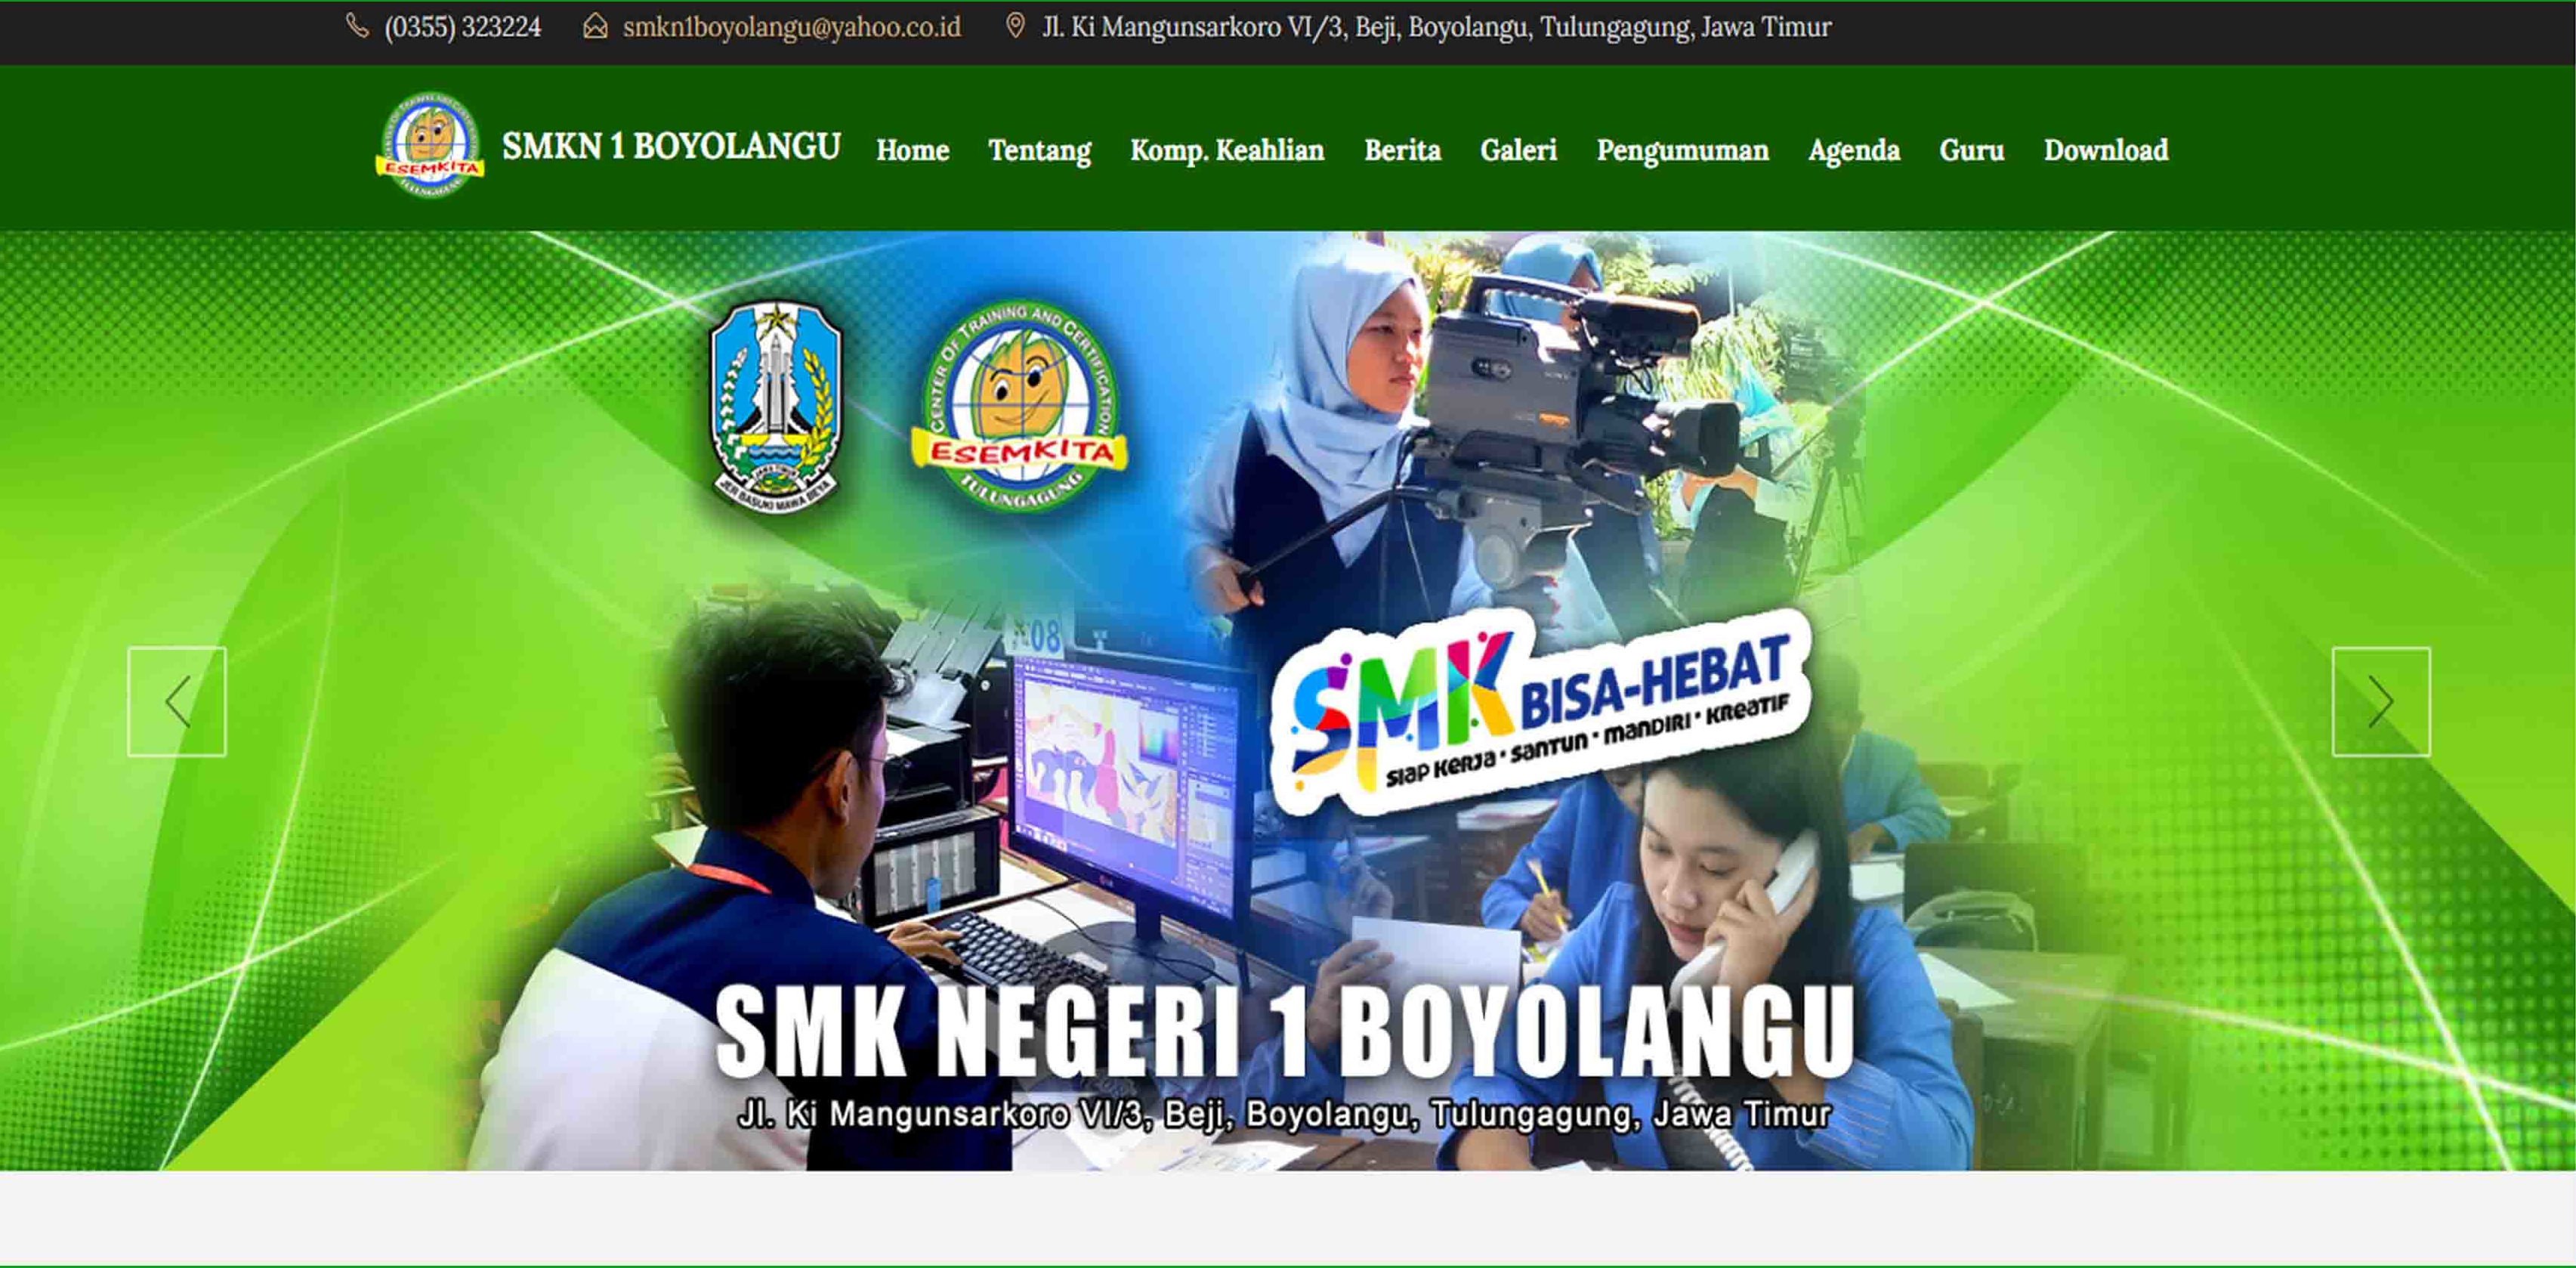 (0355) 323224 smkn1boyolangu@yahoo.co.id Jl. Ki Mangunsarkoro VI/3, Beji, Boyolangu, Tulungagung, Jawa Timur
ESEMKITA
TULUNGAGUNG
SMKN 1 BOYOLANGU Home Tentang Komp. Keahlian Berita Galeri Pengumuman Agenda Guru Download
JAWA TIMUR
JER BASUKI MAWA BEYA
CENTER OF TRAINING AND CERTIFICATION
ESEMKITA
TULUNGAGUNG
08
SMK BISA-HEBAT
SIAP KERJA • SANTUN • MANDIRI • KREATIF
SMK NEGERI 1 BOYOLANGU
Jl. Ki Mangunsarkoro VI/3, Beji, Boyolangu, Tulungagung, Jawa Timur